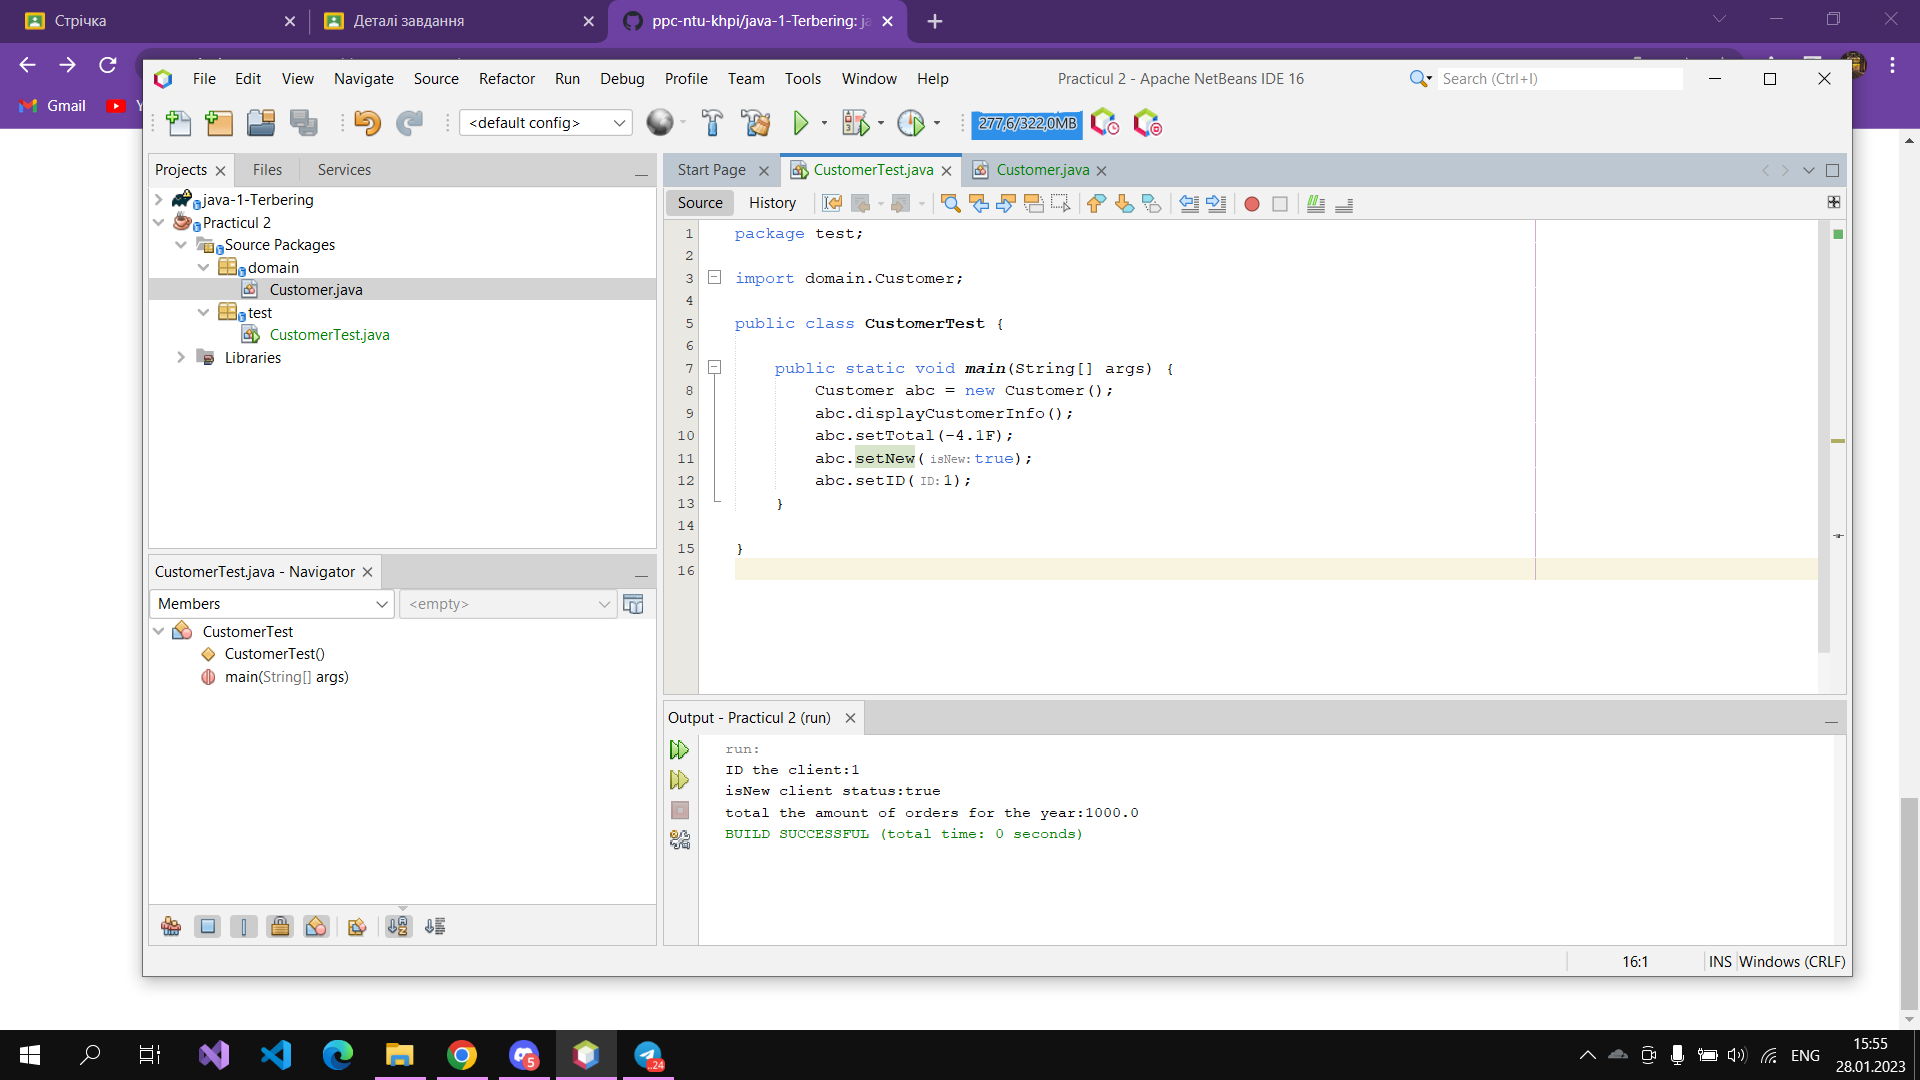 Стрічка
Деталі завдання
ppc-ntu-khpi/java-1-Terbering: ja
Gmail
File Edit View Navigate Source Refactor Run Debug Profile Team Tools Window Help
Practicul 2 - Apache NetBeans IDE 16
Search (Ctrl+I)
<default config>
277,6/322,0MB
Projects
Files
Services
java-1-Terbering
Practicul 2
Source Packages
domain
Customer.java
test
CustomerTest.java
Libraries
CustomerTest.java - Navigator
Members
<empty>
CustomerTest
CustomerTest()
main(String[] args)
Start Page
CustomerTest.java
Customer.java
Source
History
1 package test;
2
3 import domain.Customer;
4
5 public class CustomerTest {
6
7 public static void main(String[] args) {
8 Customer abc = new Customer();
9 abc.displayCustomerInfo();
10 abc.setTotal(-4.1F);
11 abc.setNew( isNew: true);
12 abc.setID( ID: 1);
13 }
14
15 }
16
Output - Practicul 2 (run)
run:
ID the client:1
isNew client status:true
total the amount of orders for the year:1000.0
BUILD SUCCESSFUL (total time: 0 seconds)
16:1
INS
Windows (CRLF)
5
24
ENG
15:55
28.01.2023